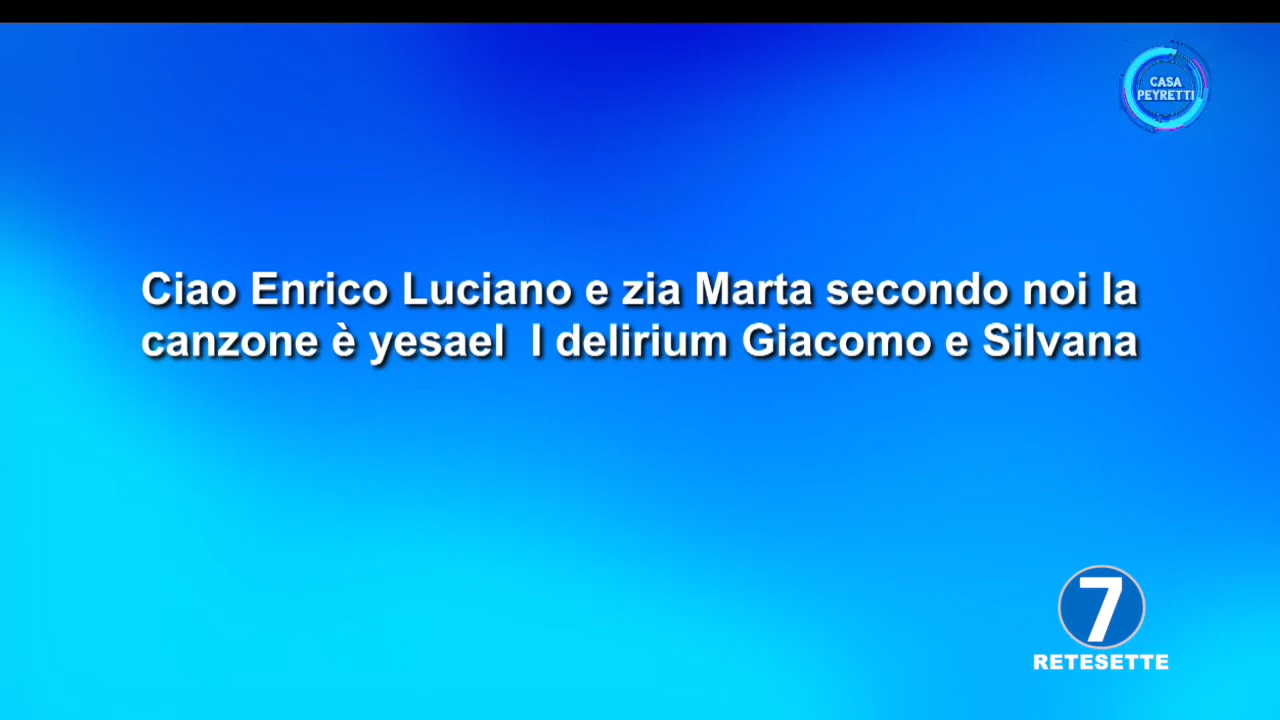 CASA
PEYRETTI
Ciao Enrico Luciano e zia Marta secondo noi la
canzone è yesael  I delirium Giacomo e Silvana
7
RETESETTE